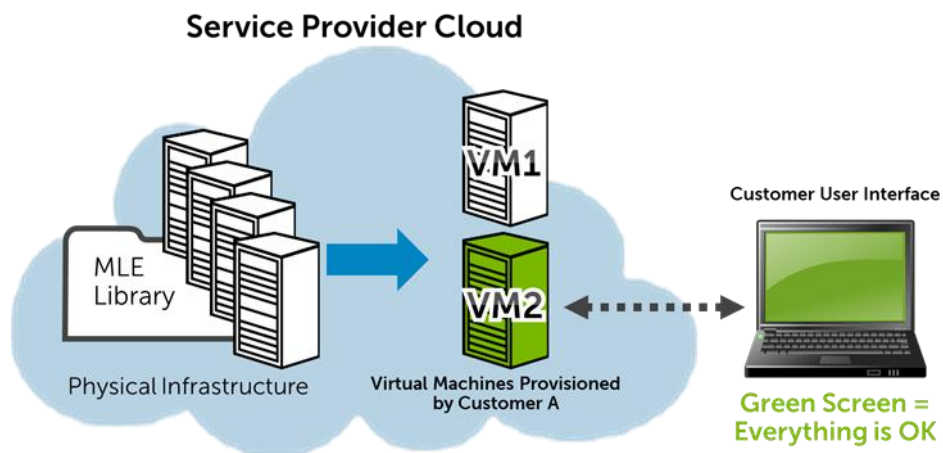 Service Provider Cloud
VM1
MLE
Library
VM2
Physical Infrastructure
Virtual Machines Provisioned
by Customer A
Customer User Interface
Green Screen =
Everything is OK